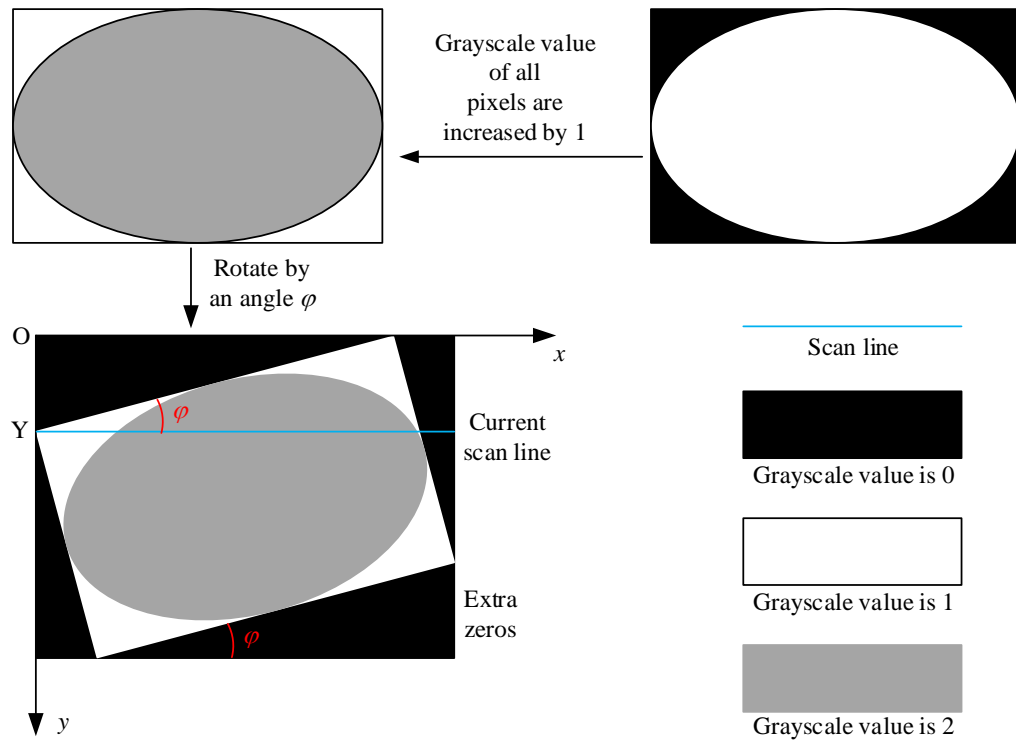 Grayscale value
of all
pixels are
increased by 1
Rotate by
an angle φ
O
x
Scan line
φ
Y
Current
scan line
Grayscale value is 0
Grayscale value is 1
Extra
zeros
φ
y
Grayscale value is 2